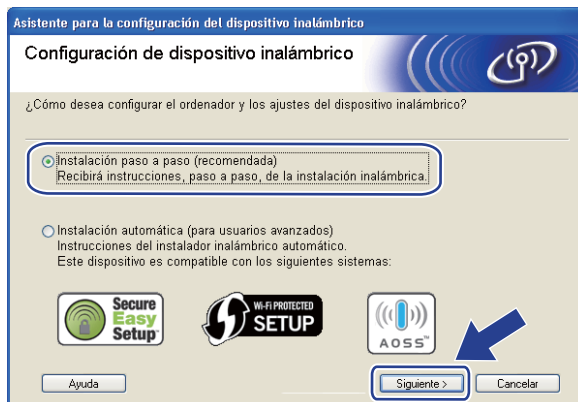 Asistente para la configuración del dispositivo inalámbrico
Configuración de dispositivo inalámbrico
¿Cómo desea configurar el ordenador y los ajustes del dispositivo inalámbrico?
Instalación paso a paso (recomendada)
Recibirá instrucciones, paso a paso, de la instalación inalámbrica.
Instalación automática (para usuarios avanzados)
Instrucciones del instalador inalámbrico automático.
Este dispositivo es compatible con los siguientes sistemas:
Secure
Easy
Setup™
WI-FI PROTECTED
SETUP
AOSS™
Ayuda
Siguiente >
Cancelar